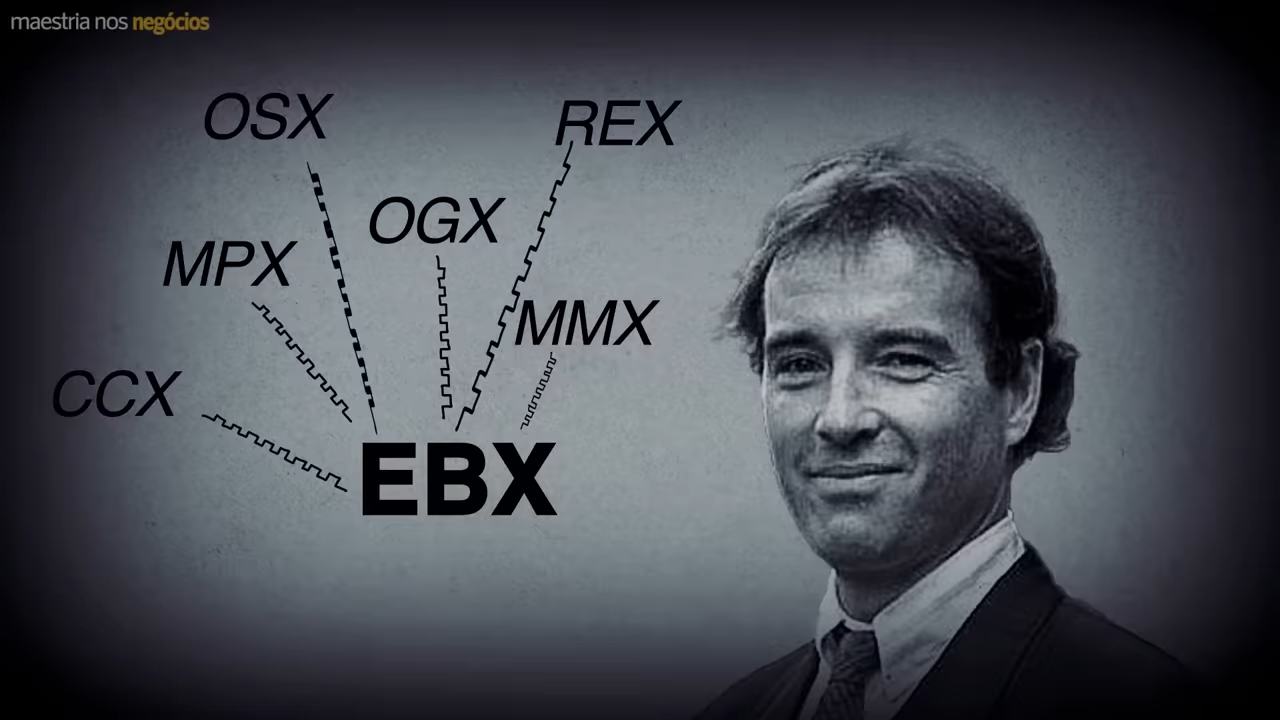 maestria nos negócios
OSX
REX
OGX
MPX
MMX
CCX
EBX